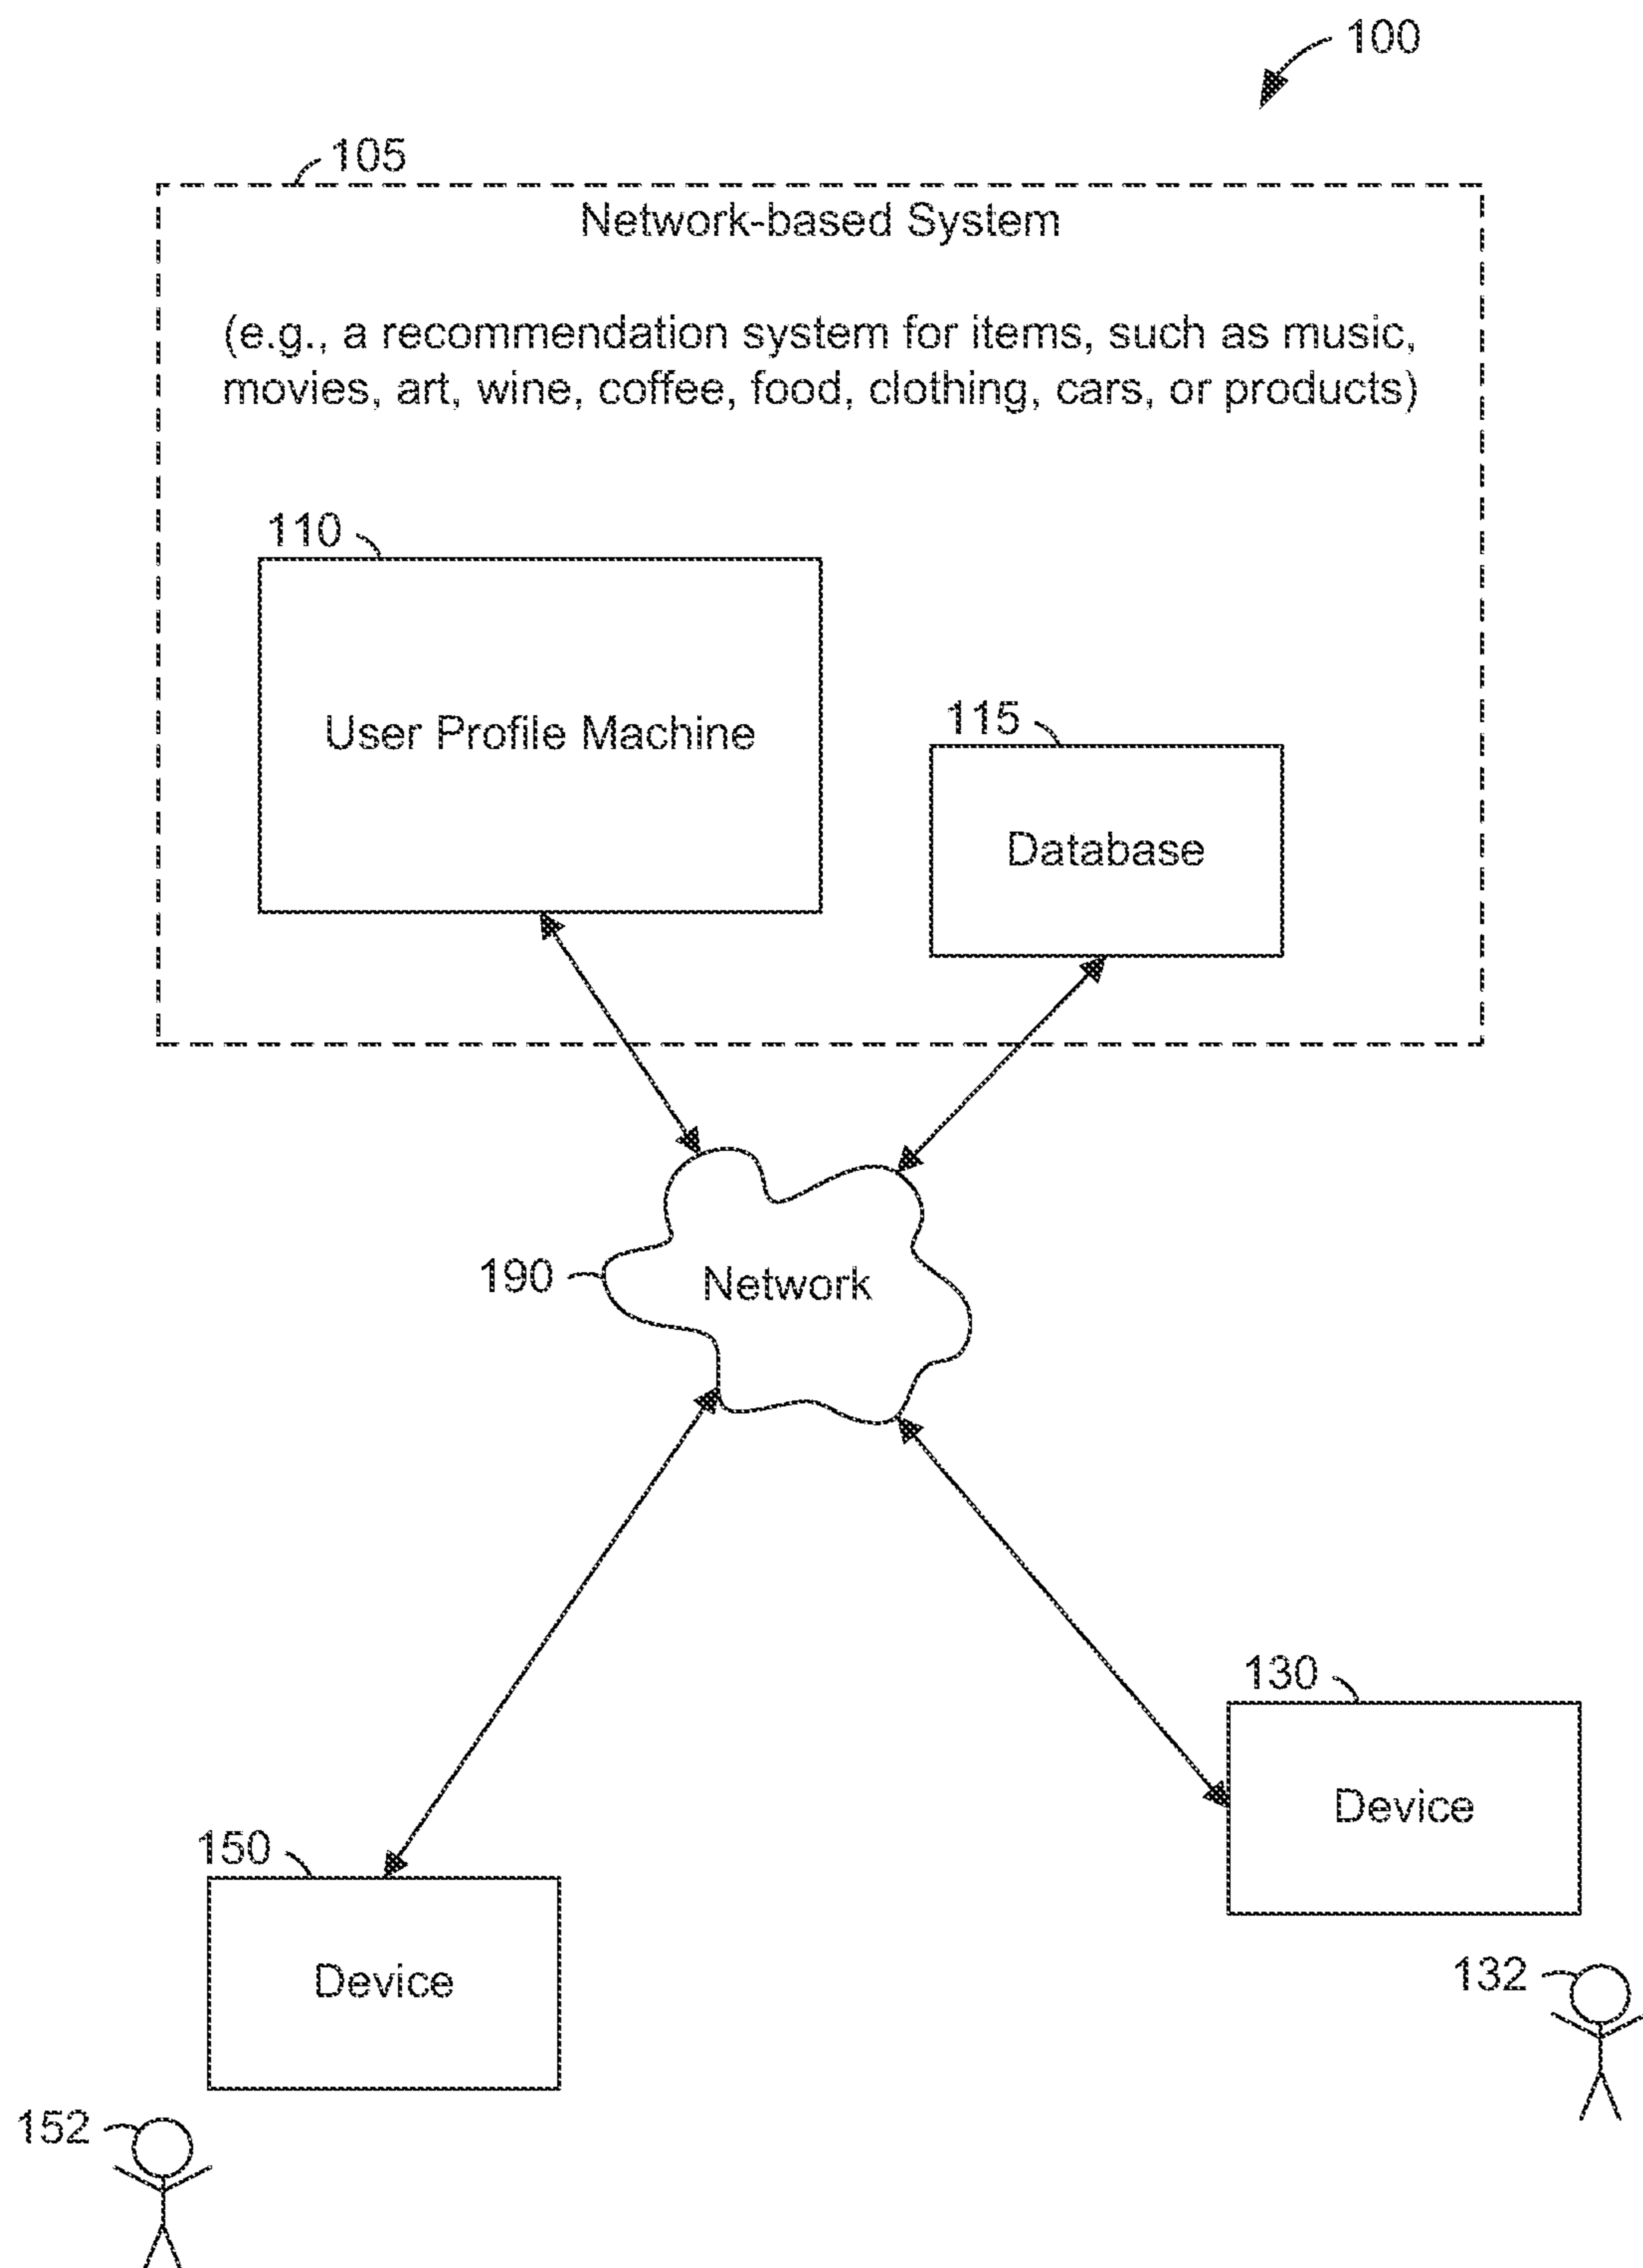 100
105
Network-based System
(e.g., a recommendation system for items, such as music,
movies, art, wine, coffee, food, clothing, cars, or products)
110
User Profile Machine
115
Database
190
Network
130
Device
150
Device
132
152